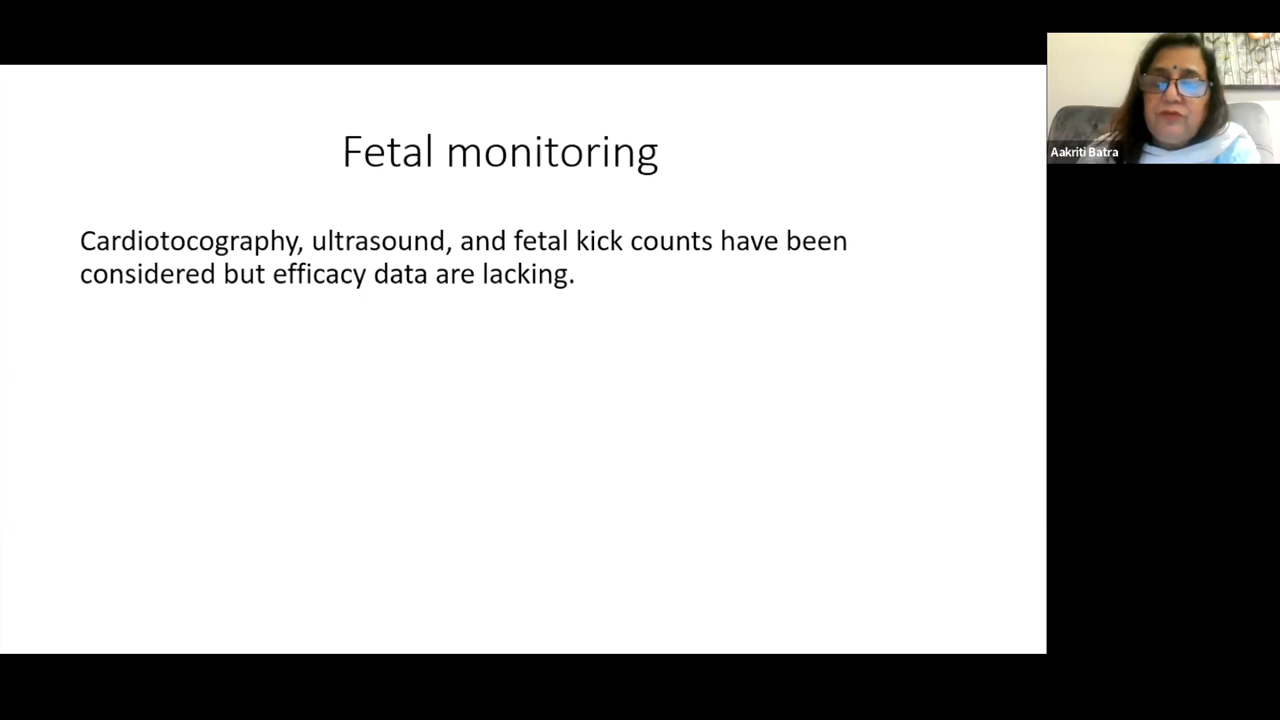 Fetal monitoring
Cardiotocography, ultrasound, and fetal kick counts have been
considered but efficacy data are lacking.
Aakriti Batra